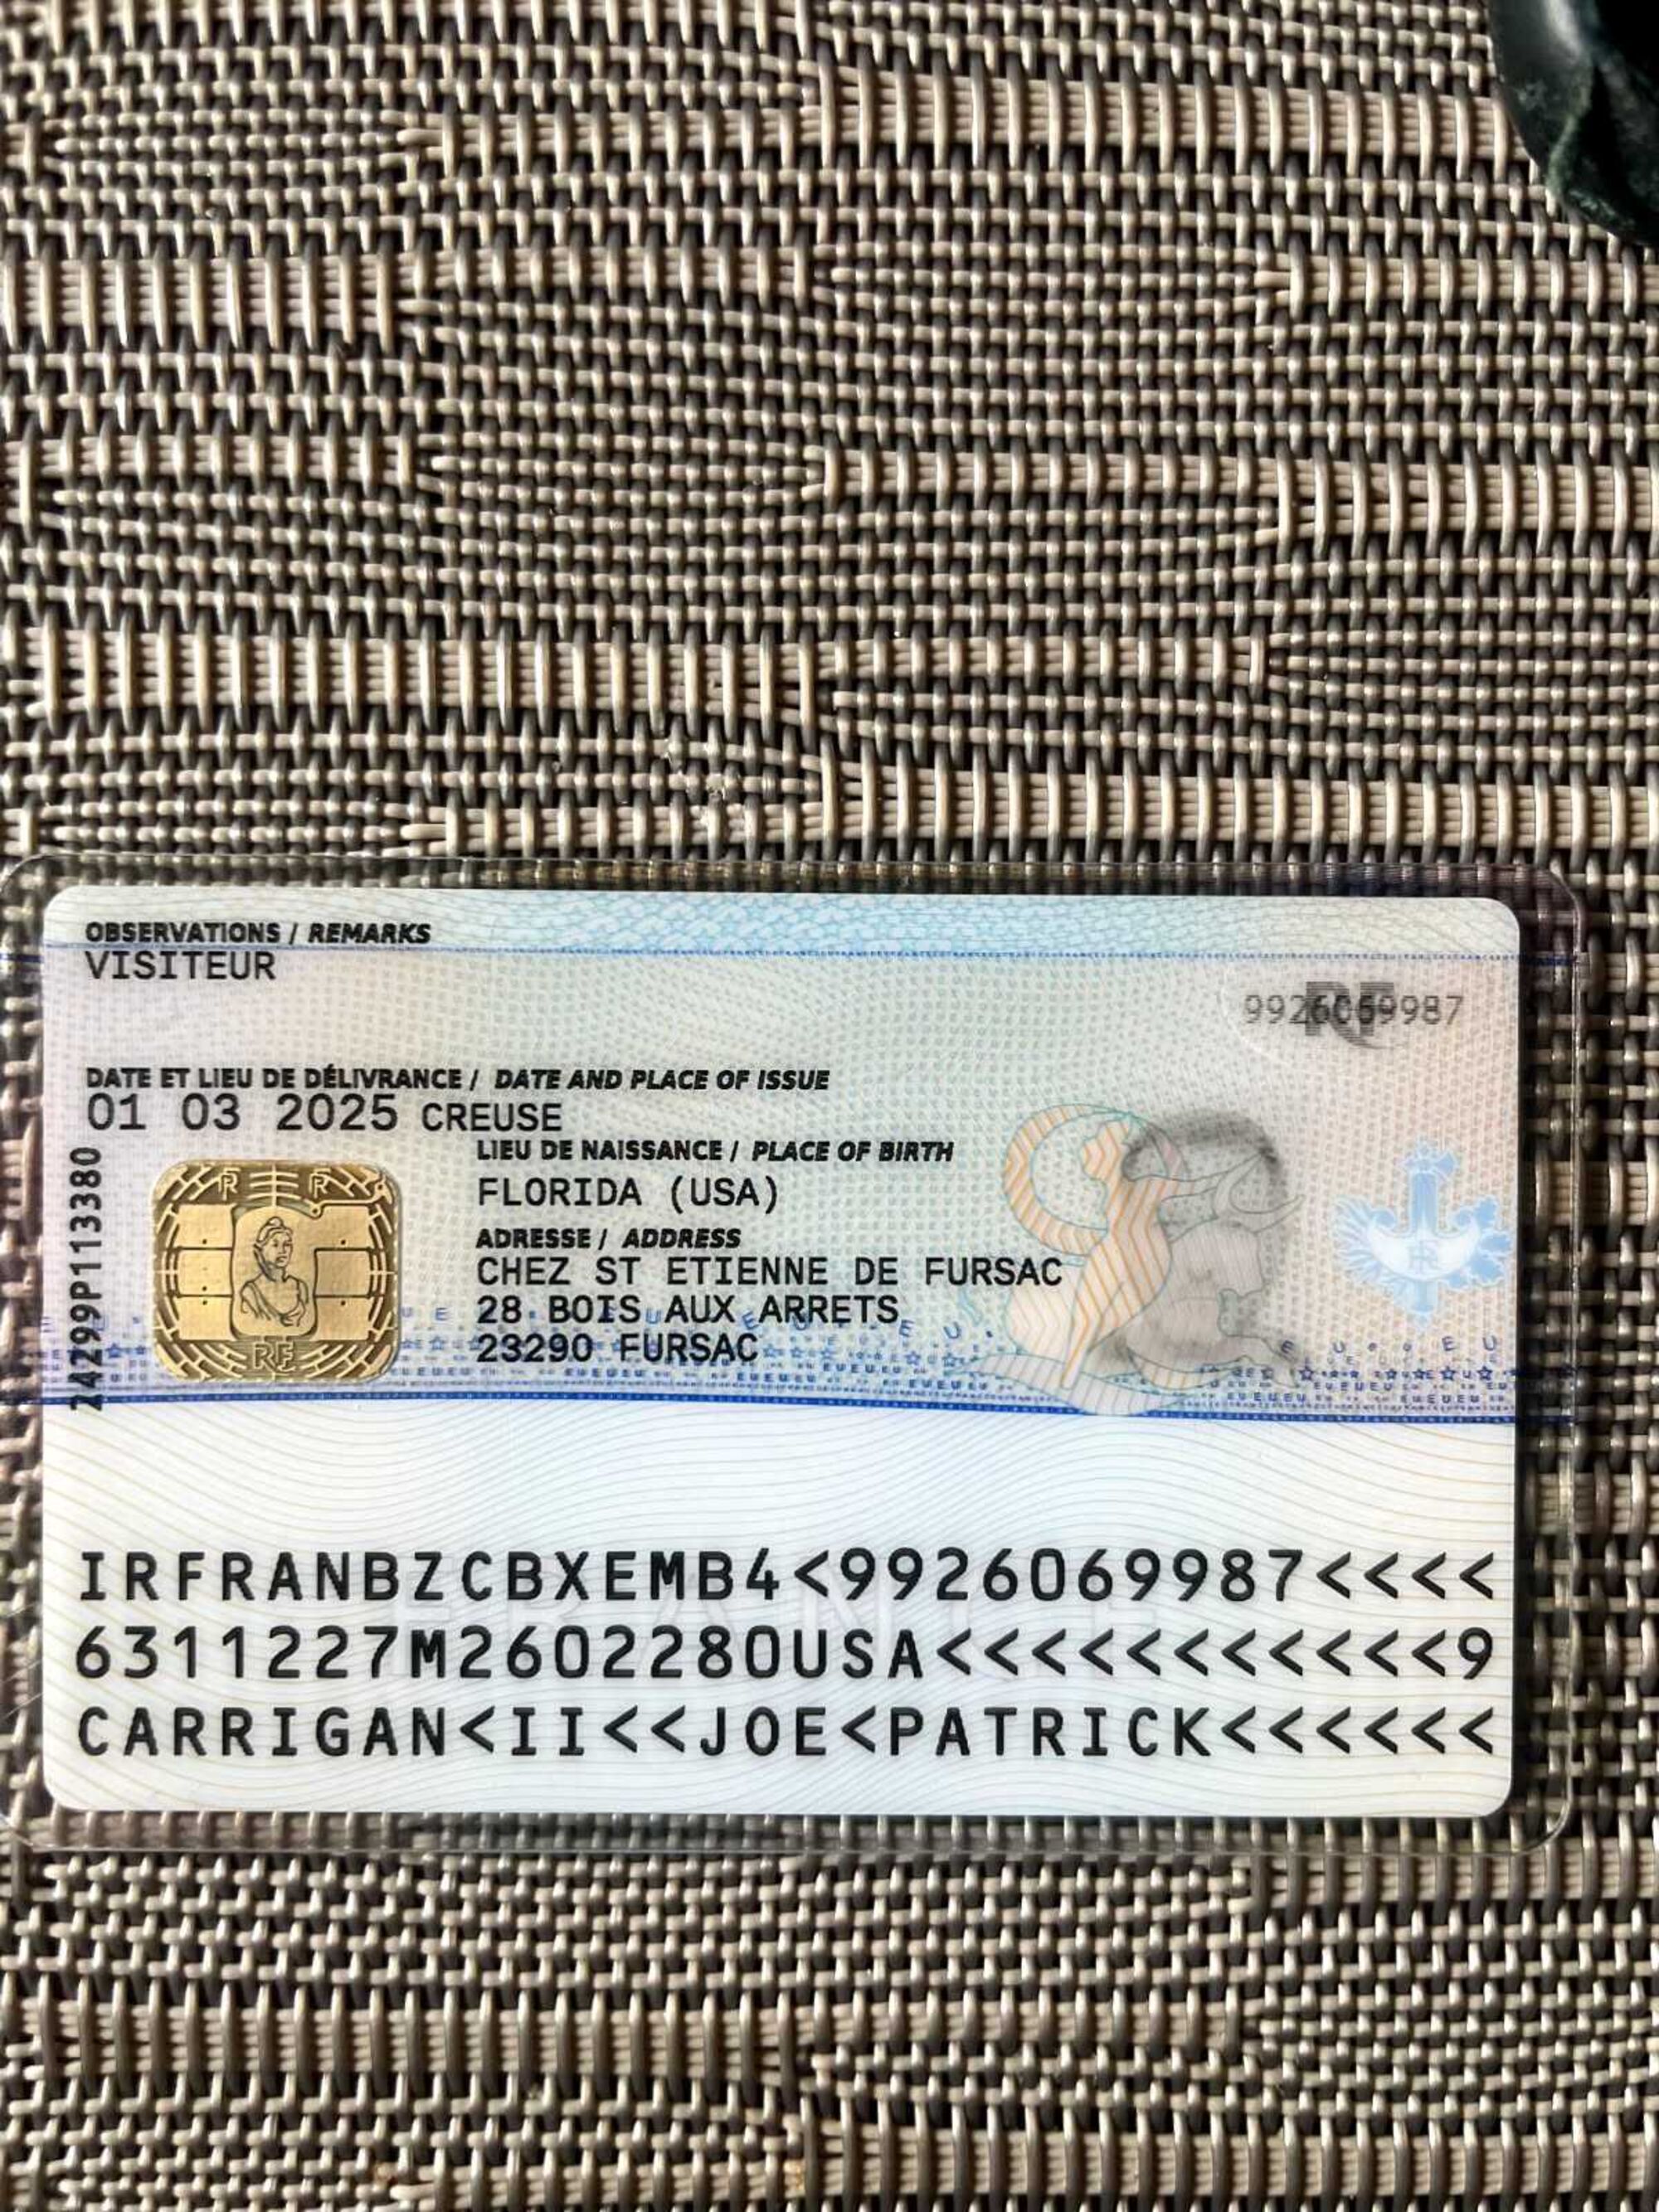 OBSERVATIONS / REMARKS
VISITEUR
9926069987
DATE ET LIEU DE DÉLIVRANCE / DATE AND PLACE OF ISSUE
01 03 2025 CREUSE
LIEU DE NAISSANCE / PLACE OF BIRTH
FLORIDA (USA)
ADRESSE / ADDRESS
CHEZ ST ETIENNE DE FURSAC
28 BOIS AUX ARRETS
23290 FURSAC
24299P113380
IRFRANBZCBXEMB4<9926069987<<<<
6311227M2602280USA<<<<<<<<<<<9
CARRIGAN<II<<JOE<PATRICK<<<<<<